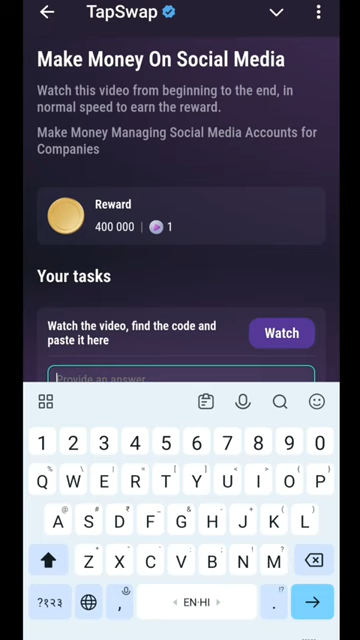 TapSwap
Make Money On Social Media
Watch this video from beginning to the end, in
normal speed to earn the reward.
Make Money Managing Social Media Accounts for
Companies
Reward
400 000 | 1
Your tasks
Watch the video, find the code and
paste it here
Watch
Provide an answer
1 2 3 4 5 6 7 8 9 0
Q W E R T Y U I O P
A S D F G H J K L
Z X C V B N M
?१२३ , EN·HI .